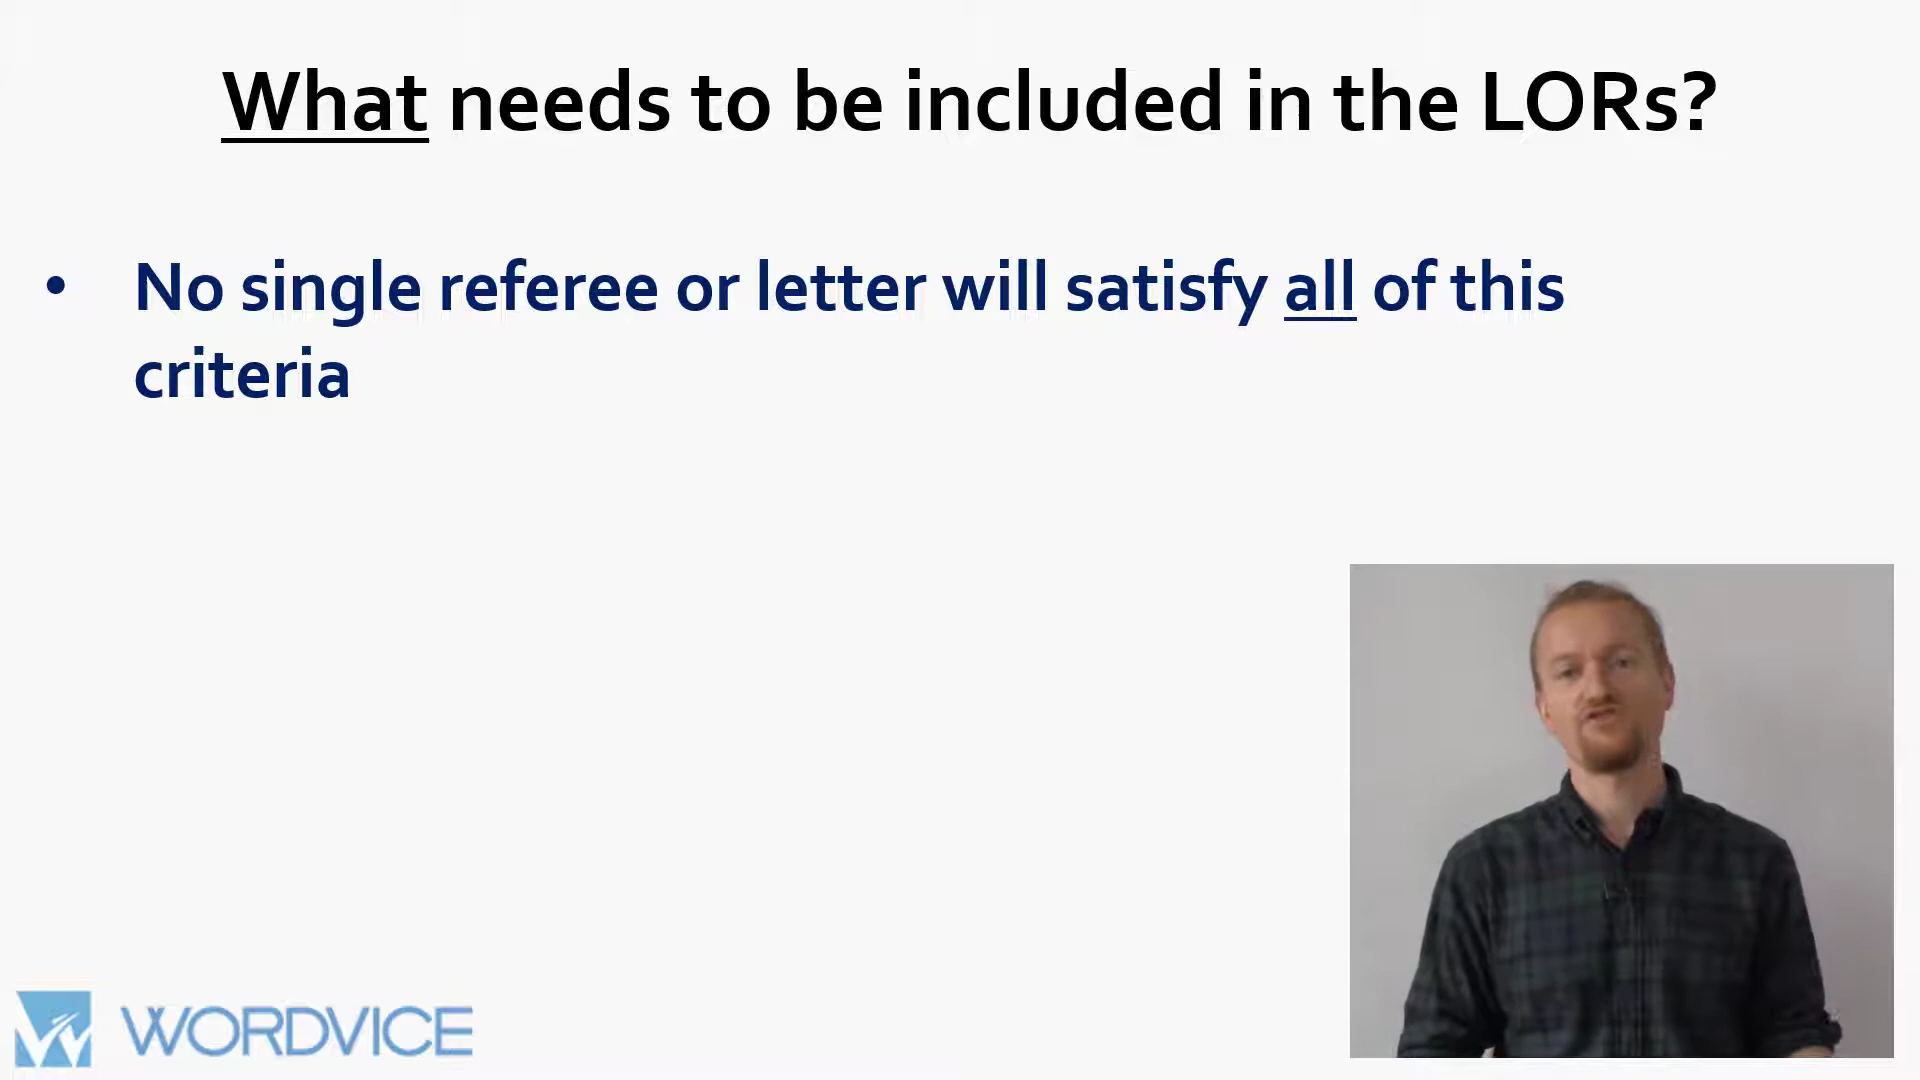 What needs to be included in the LORs?
• No single referee or letter will satisfy all of this
criteria
WORDVICE